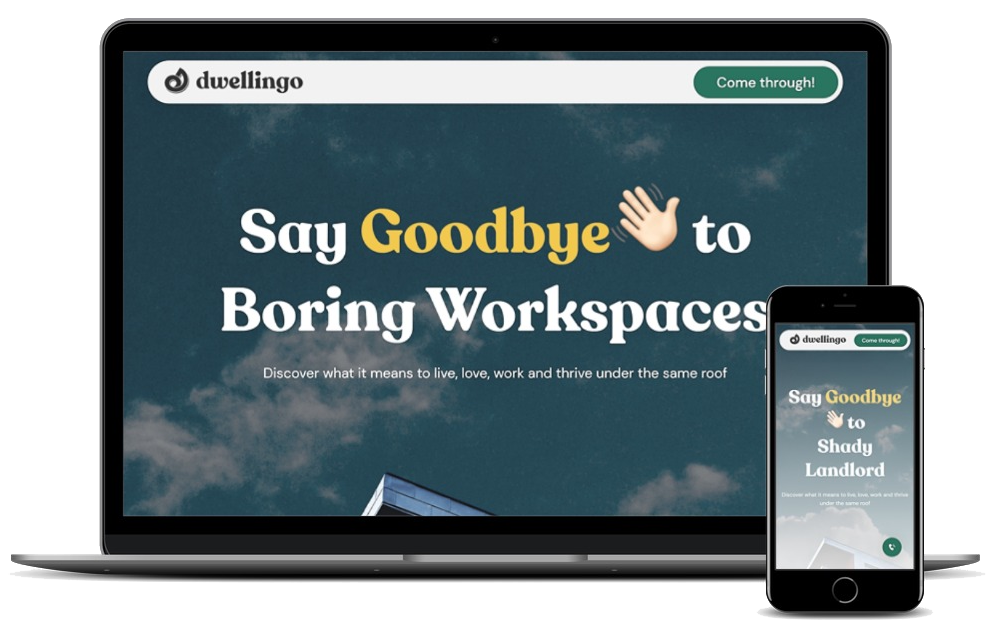 dwellingo
Come through!
Say Goodbye👋🏻 to
Boring Workspaces
Discover what it means to live, love, work and thrive under the same roof
dwellingo
Come through!
Say Goodbye
👋🏻 to
Shady
Landlord
Discover what it means to live, love, work and thrive
under the same roof